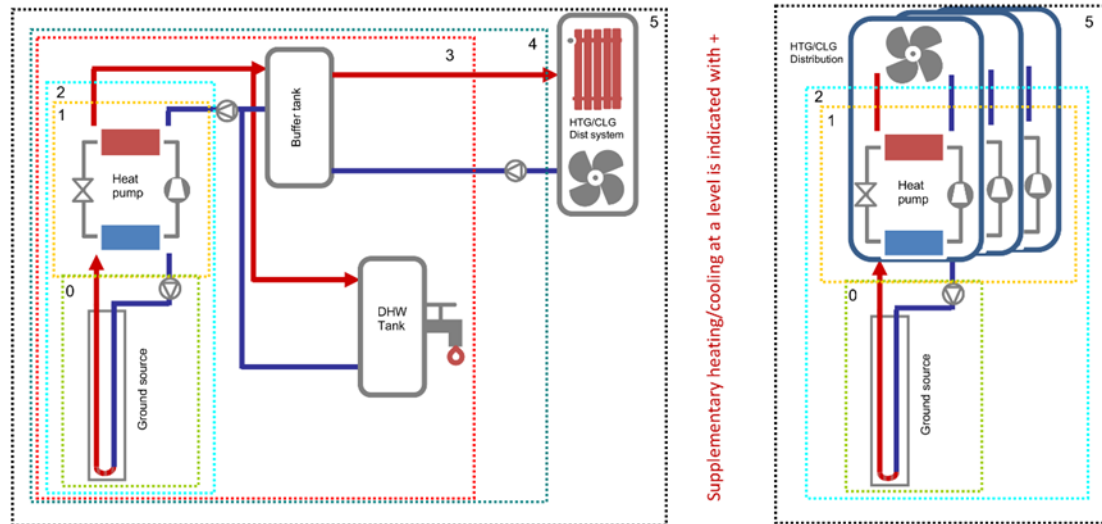 5
4
3
2
1
Heat
pump
0
Ground source
Buffer tank
DHW
Tank
HTG/CLG
Dist system
Supplementary heating/cooling at a level is indicated with +
5
HTG/CLG
Distribution
2
1
Heat
pump
0
Ground source